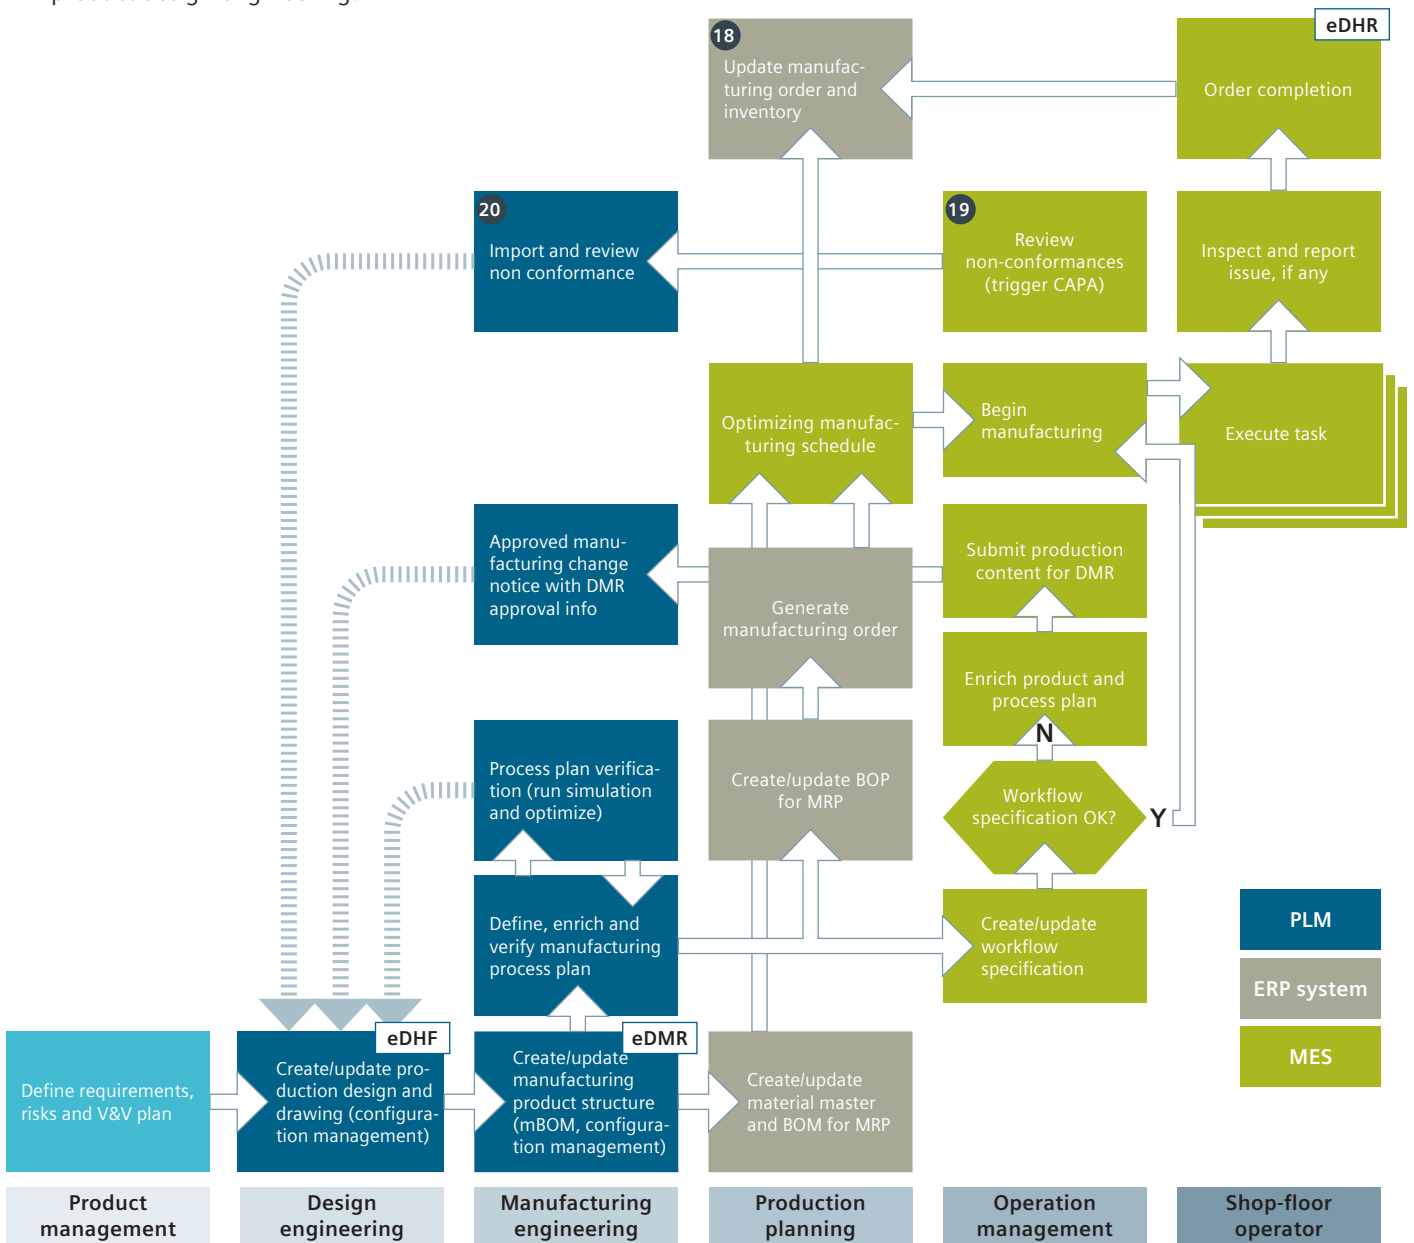 eDHR
18
Update manufac-
turing order and
inventory
Order completion
20
Import and review
non conformance
19
Review
non-conformances
(trigger CAPA)
Inspect and report
issue, if any
Optimizing manufac-
turing schedule
Begin
manufacturing
Execute task
Approved manu-
facturing change
notice with DMR
approval info
Generate
manufacturing order
Submit production
content for DMR
Enrich product and
process plan
N
Process plan verifica-
tion (run simulation
and optimize)
Create/update BOP
for MRP
Workflow
specification OK?
Y
Define, enrich and
verify manufacturing
process plan
Create/update
workflow
specification
PLM
ERP system
MES
Define requirements,
risks and V&V plan
eDHF
Create/update pro-
duction design and
drawing (configura-
tion management)
eDMR
Create/update
manufacturing
product structure
(mBOM, configura-
tion management)
Create/update
material master
and BOM for MRP
Product
management
Design
engineering
Manufacturing
engineering
Production
planning
Operation
management
Shop-floor
operator